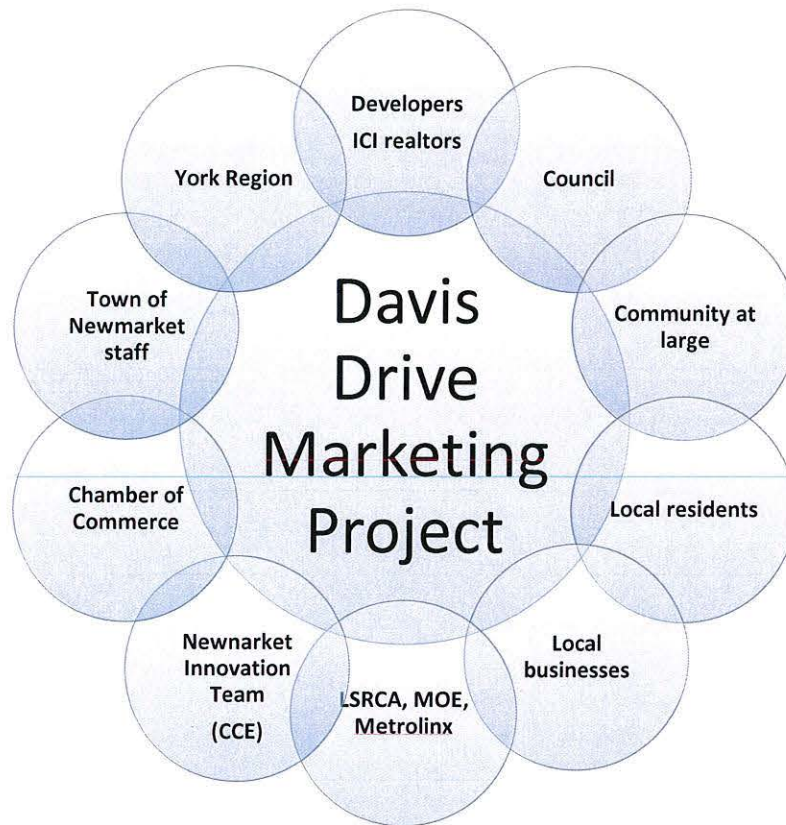 Developers
ICI realtors
Council
Community at
large
Local residents
Local
businesses
LSRCA, MOE,
Metrolinx
Newnarket
Innovation
Team
(CCE)
Chamber of
Commerce
Town of
Newmarket
staff
York Region
Davis
Drive
Marketing
Project